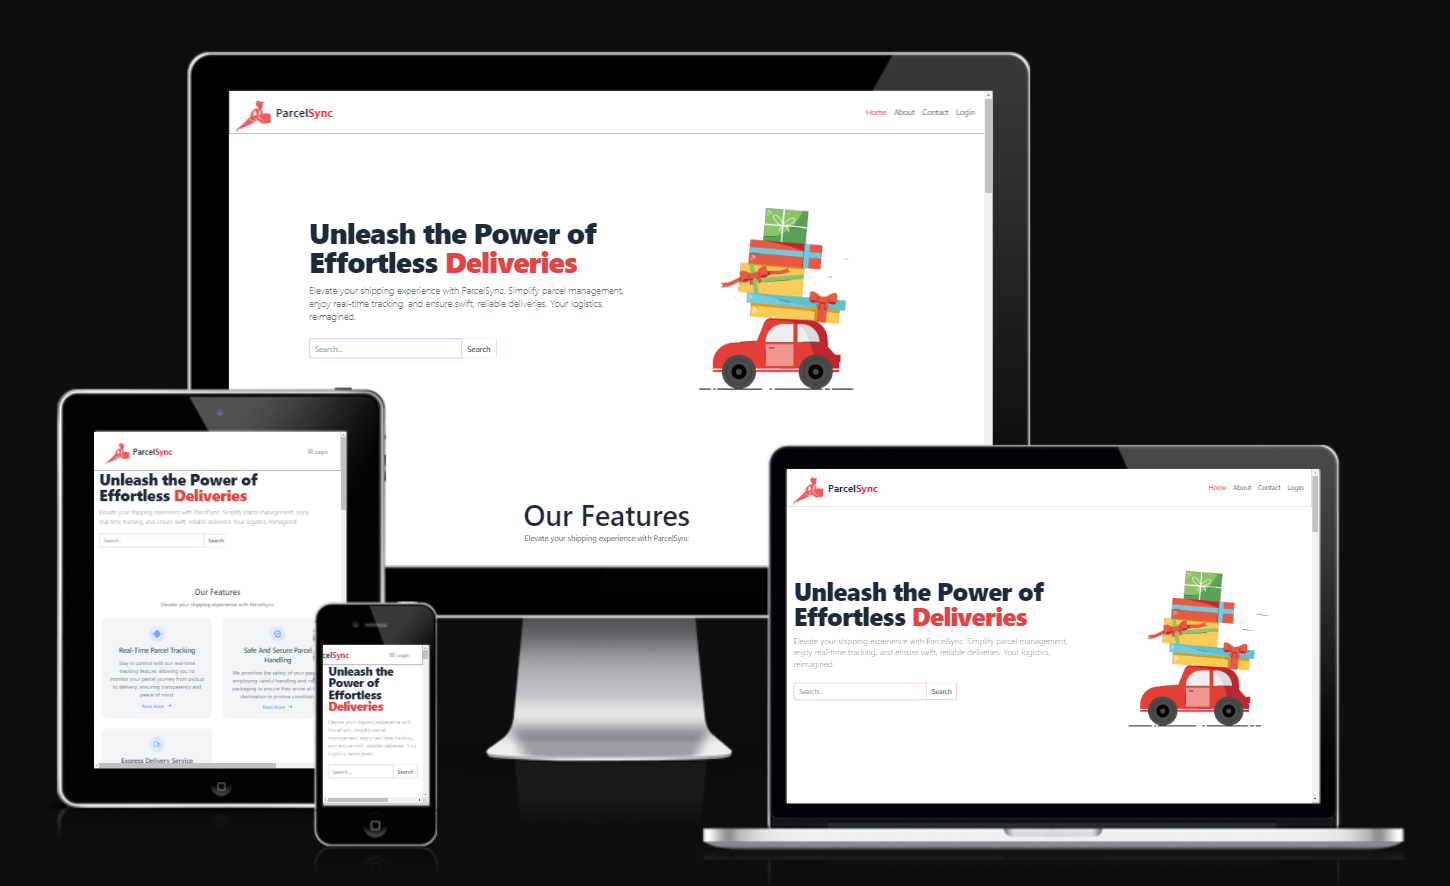 ParcelSync
Home About Contact Login
Unleash the Power of
Effortless Deliveries
Elevate your shipping experience with ParcelSync. Simplify parcel management,
enjoy real-time tracking, and ensure swift, reliable deliveries. Your logistics,
reimagined.
Search...
Search
Our Features
Elevate your shipping experience with ParcelSync
ParcelSync
Login
Unleash the Power of
Effortless Deliveries
Elevate your shipping experience with ParcelSync. Simplify parcel management, enjoy
real-time tracking, and ensure swift, reliable deliveries. Your logistics, reimagined.
Search...
Search
Our Features
Elevate your shipping experience with ParcelSync
Real-Time Parcel Tracking
Stay in control with our real-time
tracking feature, allowing you to
monitor your parcel journey from pickup
to delivery, ensuring transparency and
peace of mind.
Read More →
Safe And Secure Parcel
Handling
We prioritise the safety of your
employing careful handling and
packaging to ensure they arrive at
destination in pristine condition
Read More →
Express Delivery Service
celSync
Login
Unleash the
Power of
Effortless
Deliveries
Elevate your shipping experience with
ParcelSync. Simplify parcel
management, enjoy real-time tracking,
and ensure swift, reliable deliveries. Your
logistics, reimagined.
Search...
Search
ParcelSync
Home About Contact Login
Unleash the Power of
Effortless Deliveries
Elevate your shipping experience with ParcelSync. Simplify parcel management,
enjoy real-time tracking, and ensure swift, reliable deliveries. Your logistics,
reimagined.
Search...
Search